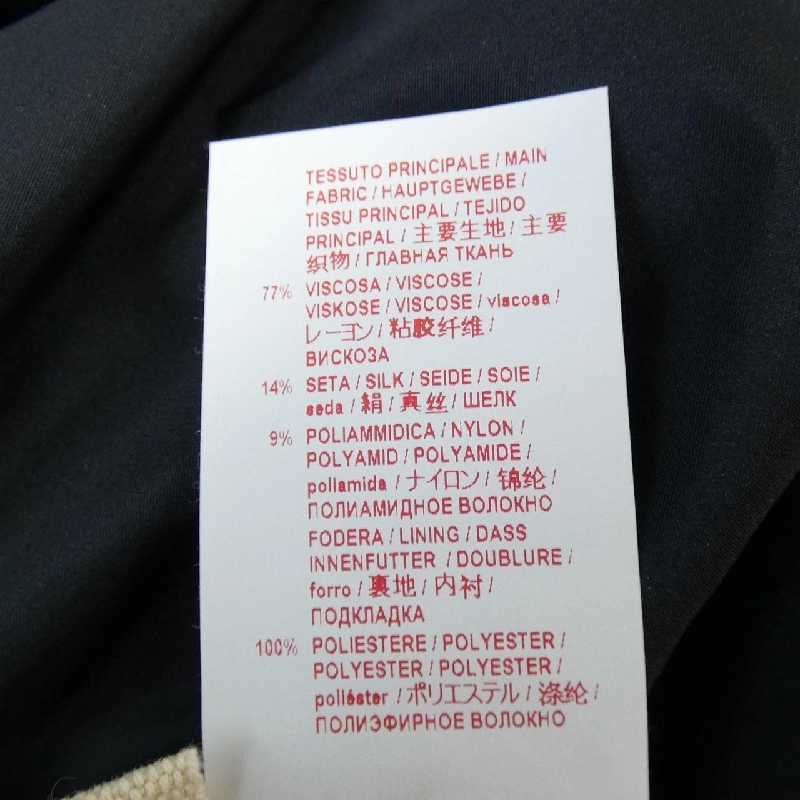 TESSUTO PRINCIPALE / MAIN
FABRIC / HAUPTGEWEBE /
TISSU PRINCIPAL / TEJIDO
PRINCIPAL / 主要生地 / 主要
织物 / ГЛАВНАЯ ТКАНЬ
77% VISCOSA / VISCOSE /
VISKOSE / VISCOSE / viscosa /
レーヨン / 粘胶纤维 /
ВИСКОЗА
14% SETA / SILK / SEIDE / SOIE /
seda / 絹 / 真丝 / ШЕЛК
9% POLIAMMIDICA / NYLON /
POLYAMID / POLYAMIDE /
poliamida / ナイロン / 锦纶 /
ПОЛИАМИДНОЕ ВОЛОКНО
FODERA / LINING / DASS
INNENFUTTER / DOUBLURE /
forro / 裏地 / 内衬 /
ПОДКЛАДКА
100% POLIESTERE / POLYESTER /
POLYESTER / POLYESTER /
poliéster / ポリエステル / 涤纶 /
ПОЛИЭФИРНОЕ ВОЛОКНО